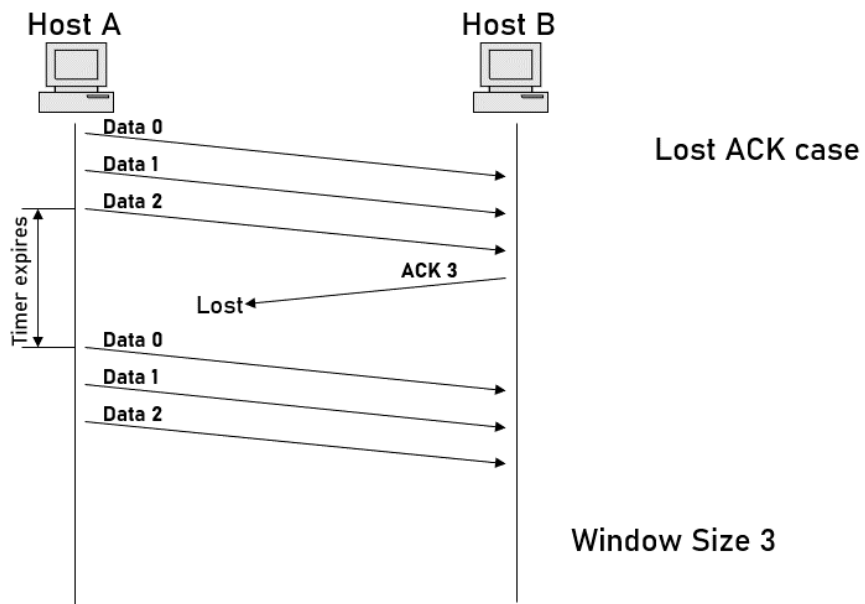 Host A
Host B
Data 0
Lost ACK case
Data 1
Data 2
Timer expires
ACK 3
Lost
Data 0
Data 1
Data 2
Window Size 3